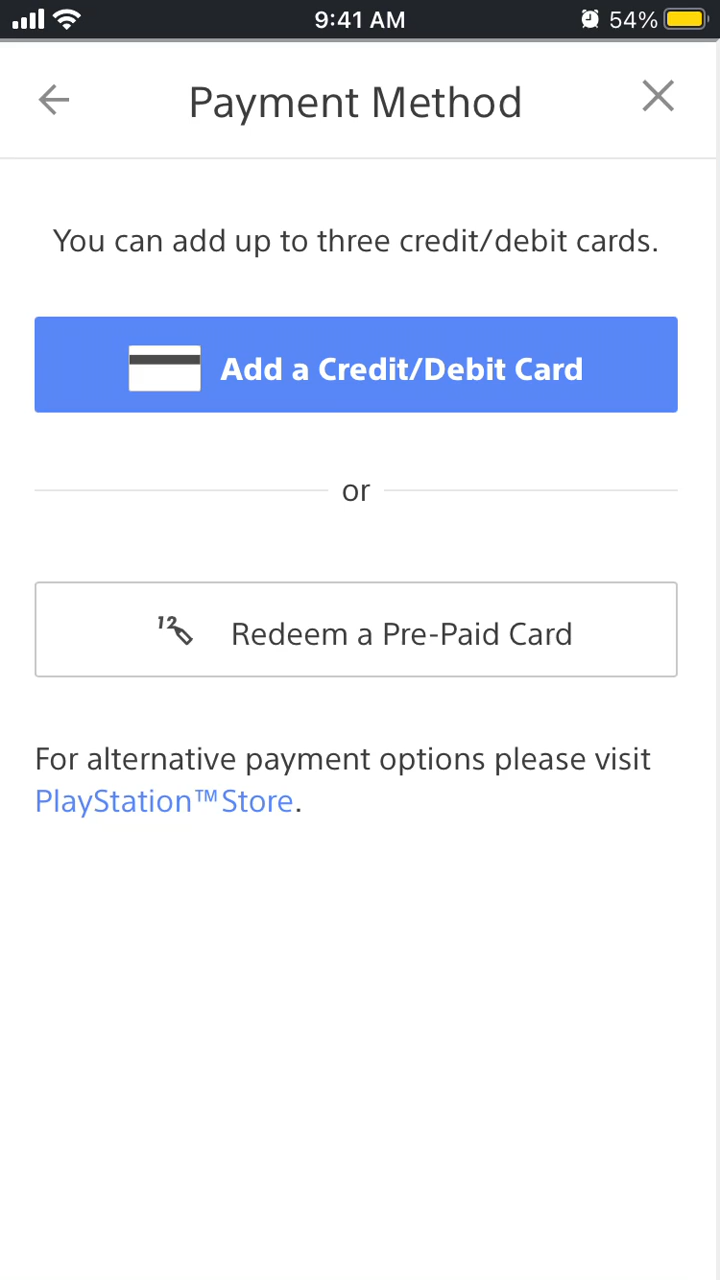 9:41 AM 54%
Payment Method
You can add up to three credit/debit cards.
Add a Credit/Debit Card
or
12 Redeem a Pre-Paid Card
For alternative payment options please visit
PlayStation™Store.